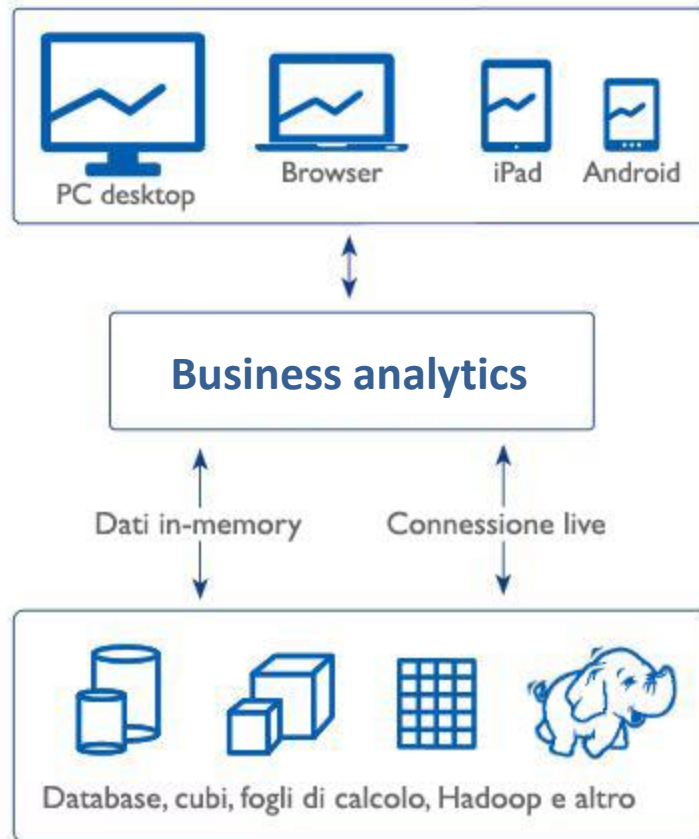 PC desktop
Browser
iPad
Android
Business analytics
Dati in-memory
Connessione live
Database, cubi, fogli di calcolo, Hadoop e altro